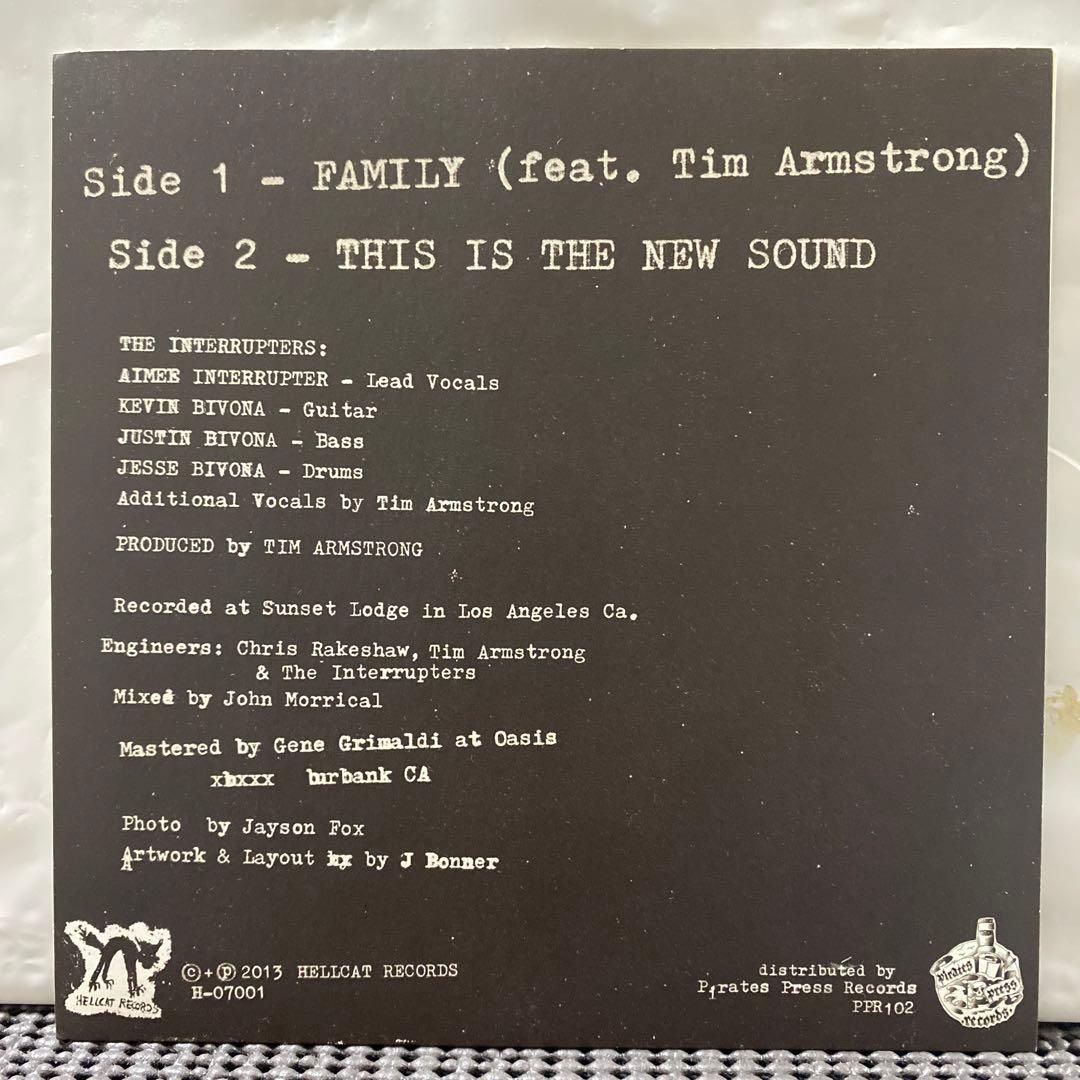 Side 1 - FAMILY (feat. Tim Armstrong)
Side 2 - THIS IS THE NEW SOUND
THE INTERRUPTERS:
AIMEE INTERRUPTER - Lead Vocals
KEVIN BIVONA - Guitar
JUSTIN BIVONA - Bass
JESSE BIVONA - Drums
Additional Vocals by Tim Armstrong
PRODUCED by TIM ARMSTRONG
Recorded at Sunset Lodge in Los Angeles Ca.
Engineers: Chris Rakeshaw, Tim Armstrong
& The Interrupters
Mixed by John Morrical
Mastered by Gene Grimaldi at Oasis
xbxxx burbank CA
Photo by Jayson Fox
Artwork & Layout by by J Bonner
HELLCAT RECORDS
©+℗ 2013 HELLCAT RECORDS
H-07001
distributed by
Pirates Press Records
PPR102
Pirates
Press
records.